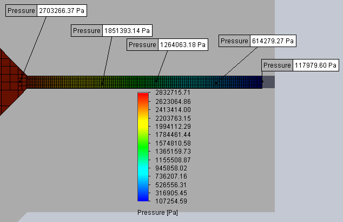 Pressure 2703266.37 Pa
Pressure 1851393.14 Pa
Pressure 1264063.18 Pa
Pressure 614279.27 Pa
Pressure 117979.60 Pa
2832715.71
2623064.86
2413414.00
2203763.15
1994112.29
1784461.44
1574810.58
1365159.73
1155508.87
945858.02
736207.16
526556.31
316905.45
107254.59
Pressure [Pa]